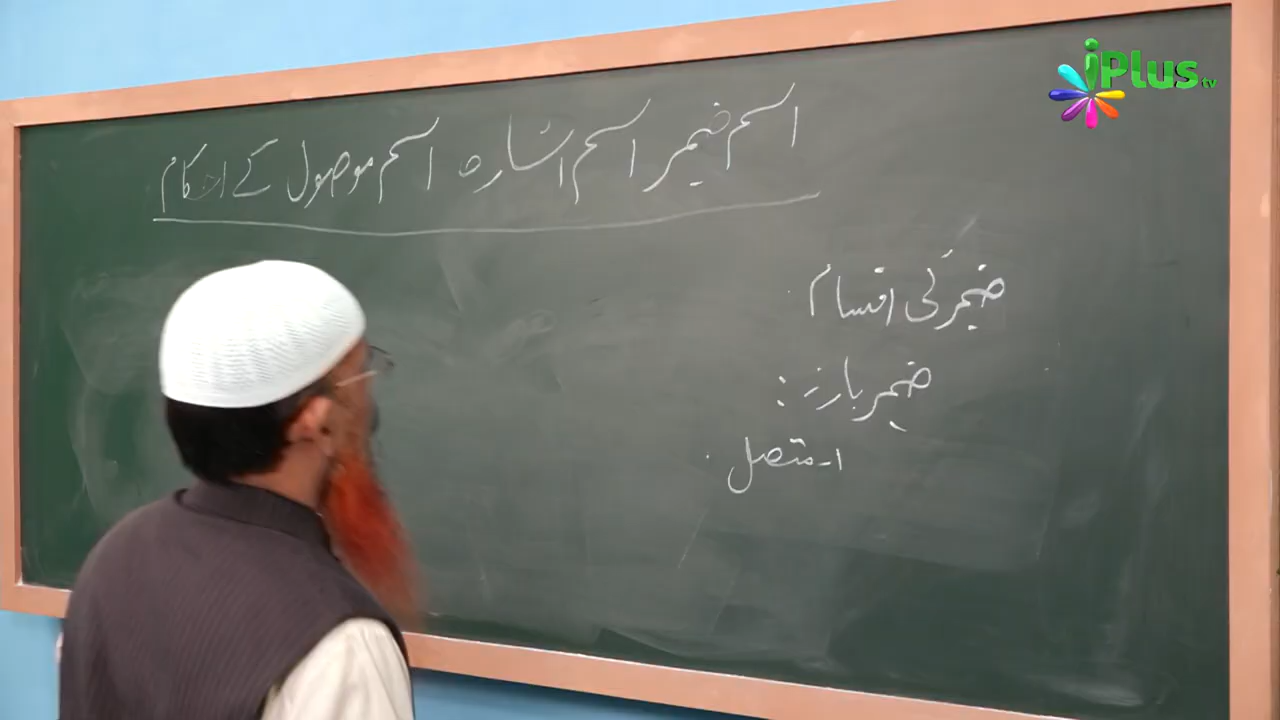 iPlus tv
اسم ضمیر اسم اشارہ اسم موصول کے احکام
ضمیر کی اقسام
ضمیر بارز :
۱۔ متصل